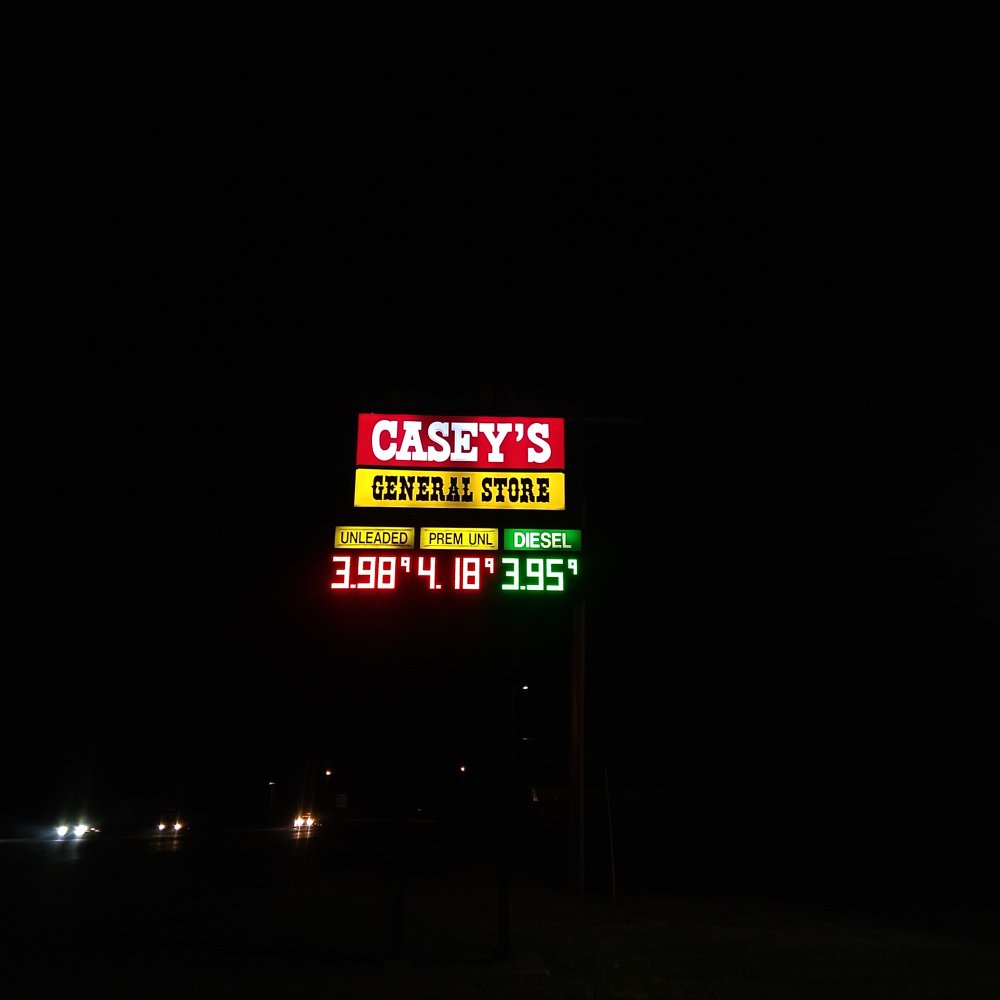 CASEY'S
GENERAL STORE
UNLEADED PREM UNL DIESEL
3.98⁹ 4.18⁹ 3.95⁹